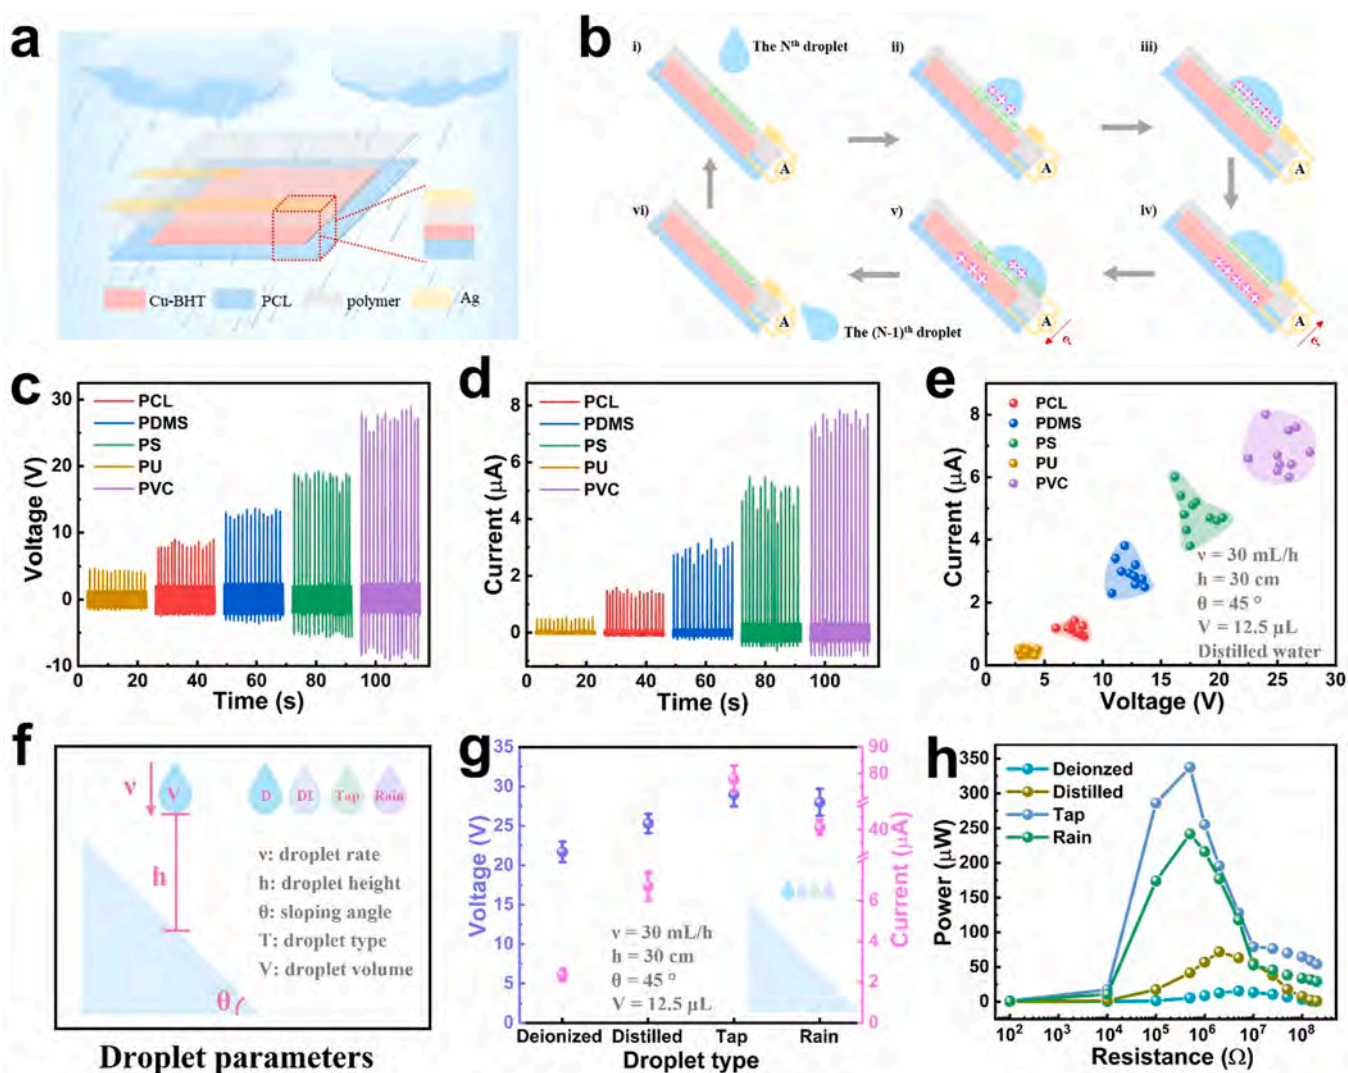 a
Cu-BHT PCL polymer Ag
b
i) The Nth droplet ii) iii)
A A A
vi) v) iv)
A The (N-1)th droplet A e- A e-
c
Voltage (V)
30
20
10
0
-10
PCL
PDMS
PS
PU
PVC
0 20 40 60 80 100
Time (s)
d
Current (μA)
8
6
4
2
0
PCL
PDMS
PS
PU
PVC
0 20 40 60 80 100
Time (s)
e
Current (μA)
8
6
4
2
0
PCL
PDMS
PS
PU
PVC
ν = 30 mL/h
h = 30 cm
θ = 45 °
V = 12.5 μL
Distilled water
0 5 10 15 20 25 30
Voltage (V)
f
ν V D DI Tap Rain
h
θ
ν: droplet rate
h: droplet height
θ: sloping angle
T: droplet type
V: droplet volume
Droplet parameters
g
Voltage (V)
35
30
25
20
15
10
5
0
Current (μA)
90
80
70
40
8
6
4
2
0
ν = 30 mL/h
h = 30 cm
θ = 45 °
V = 12.5 μL
Deionized Distilled Tap Rain
Droplet type
h
Power (μW)
350
300
250
200
150
100
50
0
Deionzed
Distilled
Tap
Rain
10² 10³ 10⁴ 10⁵ 10⁶ 10⁷ 10⁸
Resistance (Ω)